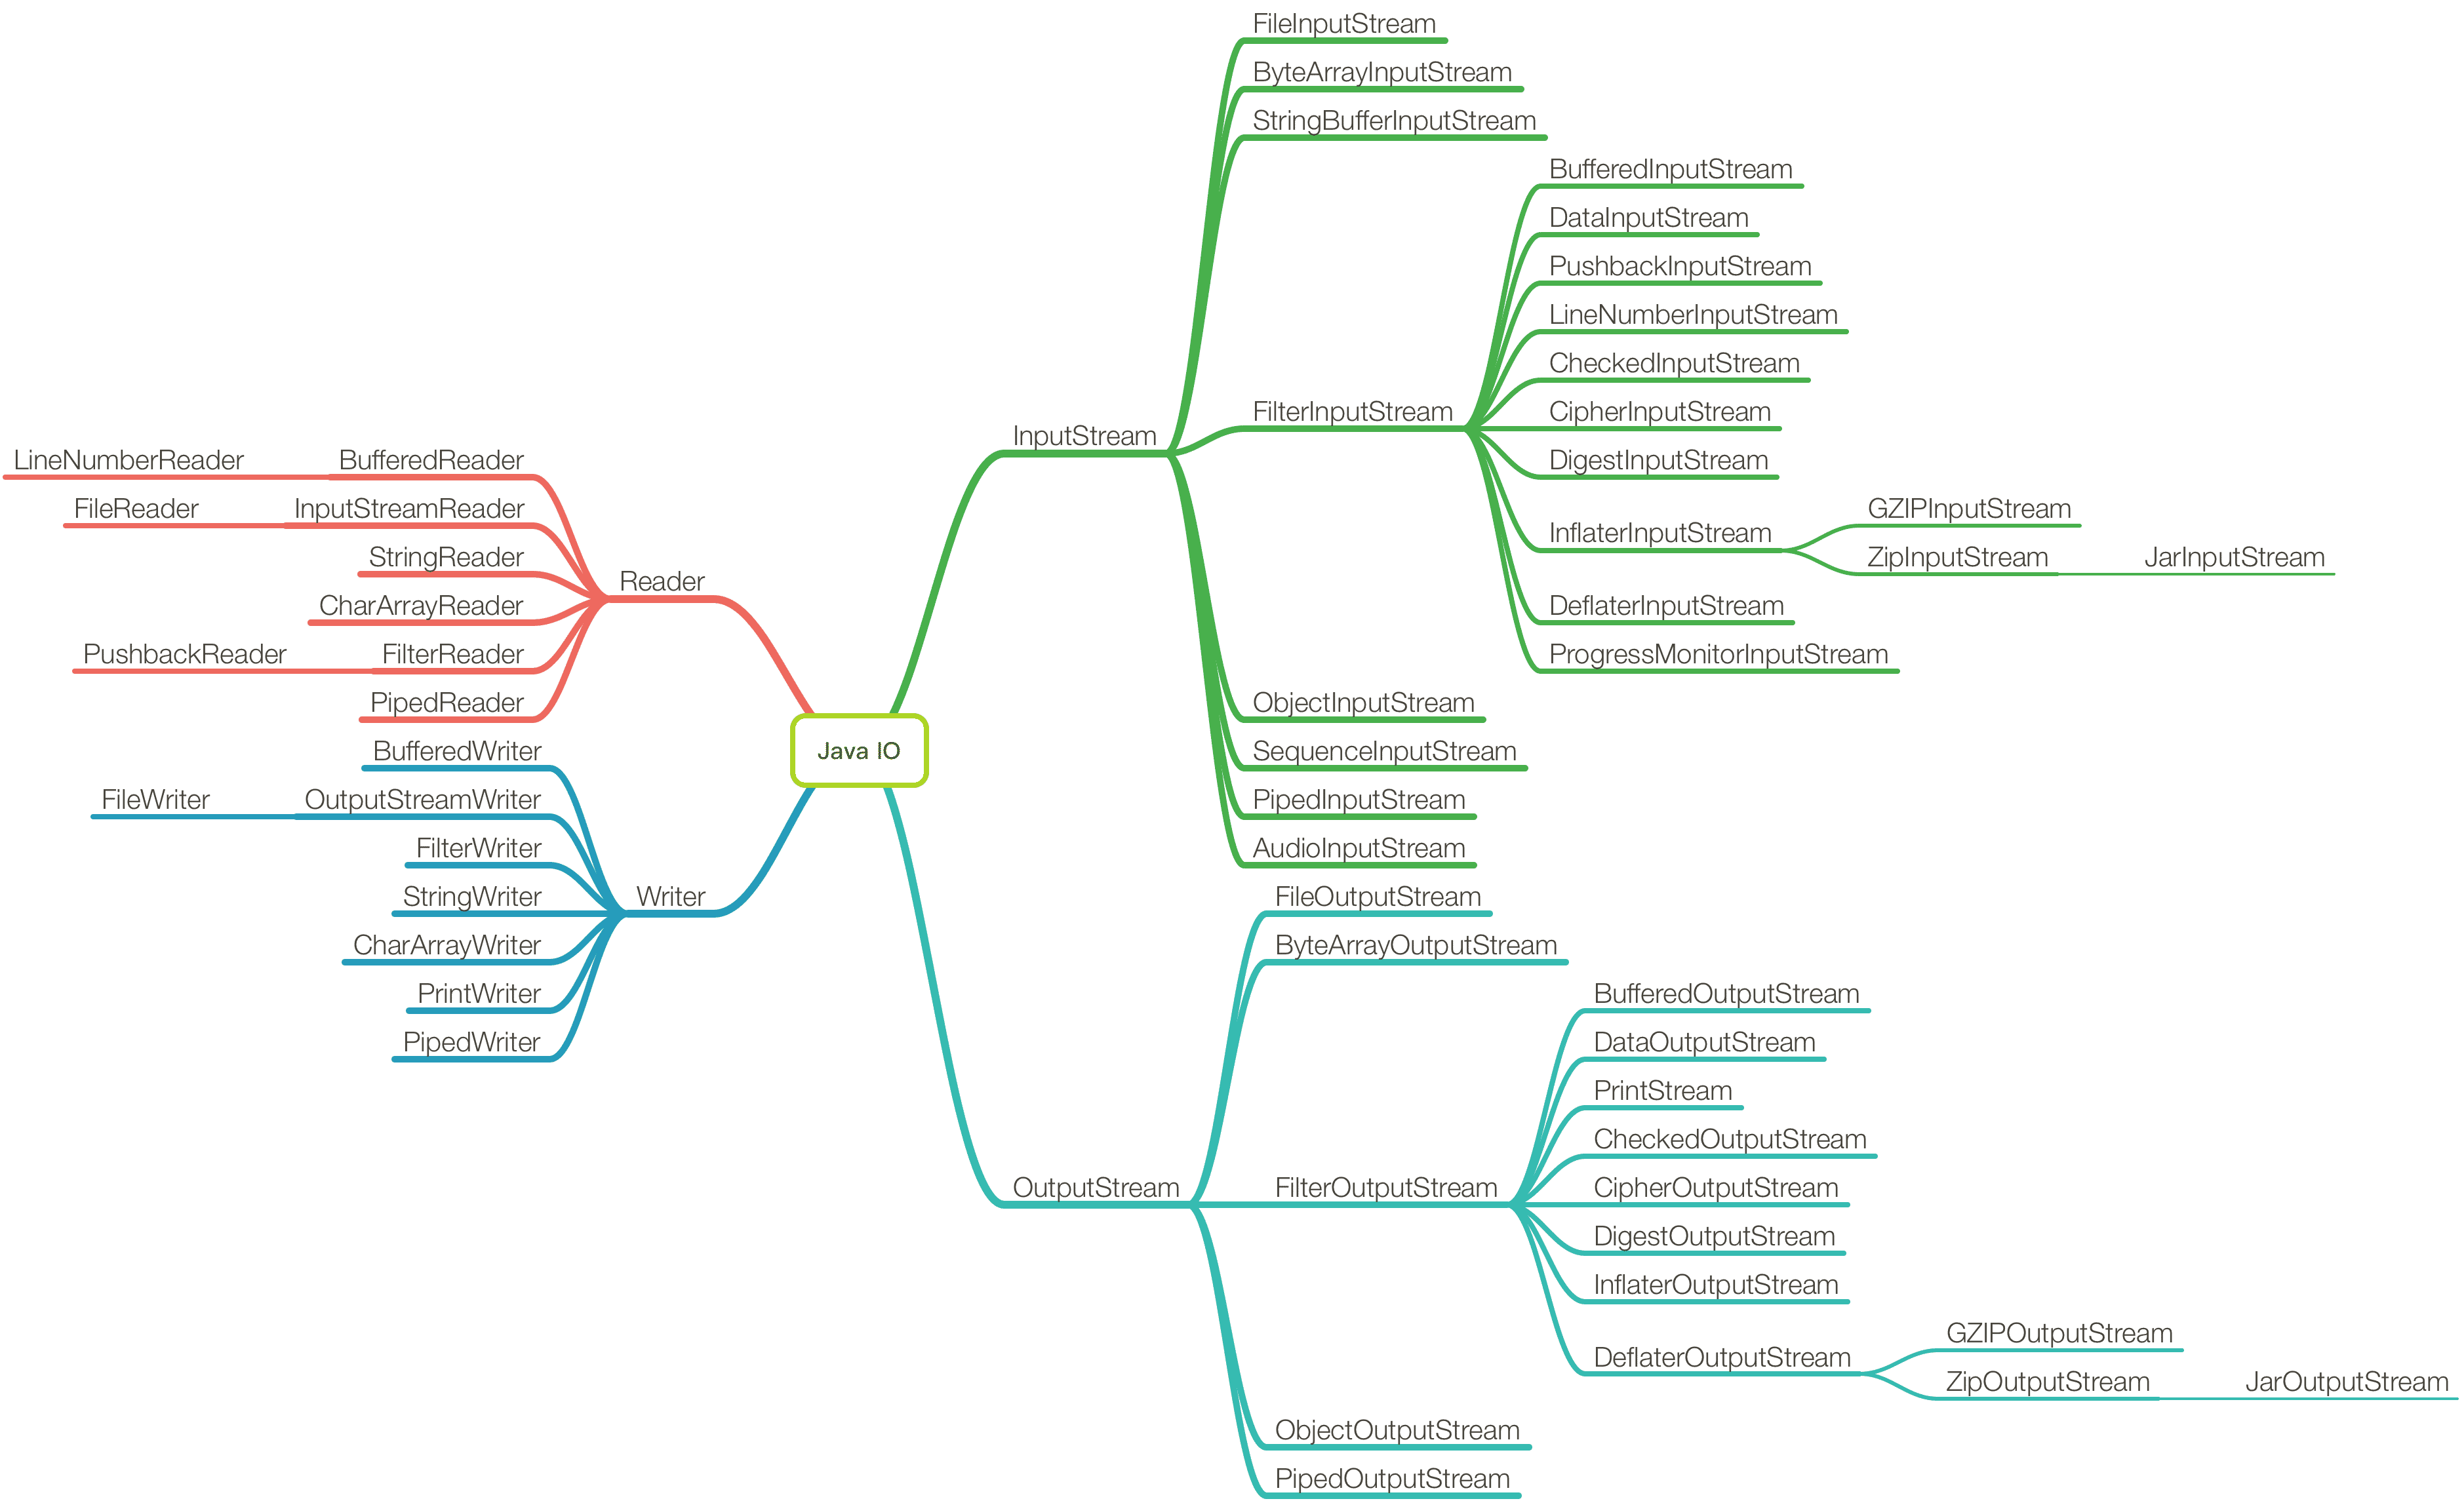 Java IO
Reader
BufferedReader
LineNumberReader
InputStreamReader
FileReader
StringReader
CharArrayReader
FilterReader
PushbackReader
PipedReader
Writer
BufferedWriter
OutputStreamWriter
FileWriter
FilterWriter
StringWriter
CharArrayWriter
PrintWriter
PipedWriter
InputStream
FileInputStream
ByteArrayInputStream
StringBufferInputStream
FilterInputStream
BufferedInputStream
DataInputStream
PushbackInputStream
LineNumberInputStream
CheckedInputStream
CipherInputStream
DigestInputStream
InflaterInputStream
GZIPInputStream
ZipInputStream
JarInputStream
DeflaterInputStream
ProgressMonitorInputStream
ObjectInputStream
SequenceInputStream
PipedInputStream
AudioInputStream
OutputStream
FileOutputStream
ByteArrayOutputStream
FilterOutputStream
BufferedOutputStream
DataOutputStream
PrintStream
CheckedOutputStream
CipherOutputStream
DigestOutputStream
InflaterOutputStream
DeflaterOutputStream
GZIPOutputStream
ZipOutputStream
JarOutputStream
ObjectOutputStream
PipedOutputStream